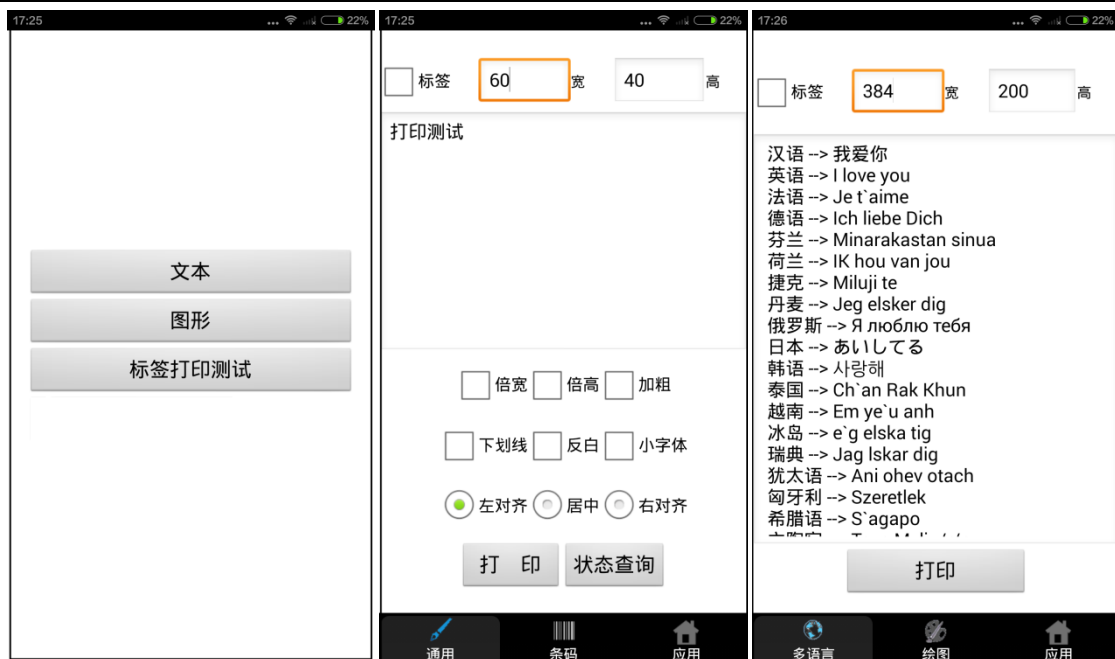 17:25
... 22%
文本
图形
标签打印测试
17:25
... 22%
标签 60 宽 40 高
打印测试
倍宽 倍高 加粗
下划线 反白 小字体
左对齐 居中 右对齐
打 印 状态查询
通用 条码 应用
17:26
... 22%
标签 384 宽 200 高
汉语 --> 我爱你
英语 --> I love you
法语 --> Je t`aime
德语 --> Ich liebe Dich
芬兰 --> Minarakastan sinua
荷兰 --> IK hou van jou
捷克 --> Miluji te
丹麦 --> Jeg elsker dig
俄罗斯 --> Я люблю тебя
日本 --> あいしてる
韩语 --> 사랑해
泰国 --> Ch`an Rak Khun
越南 --> Em ye`u anh
冰岛 --> e`g elska tig
瑞典 --> Jag lskar dig
犹太语 --> Ani ohev otach
匈牙利 --> Szeretlek
希腊语 --> S`agapo
打印
多语言 绘图 应用